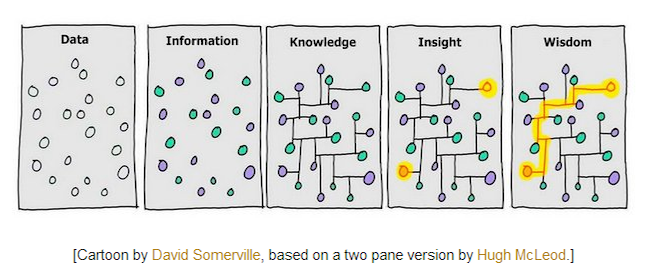 Data Information Knowledge Insight Wisdom
[Cartoon by David Somerville, based on a two pane version by Hugh McLeod.]